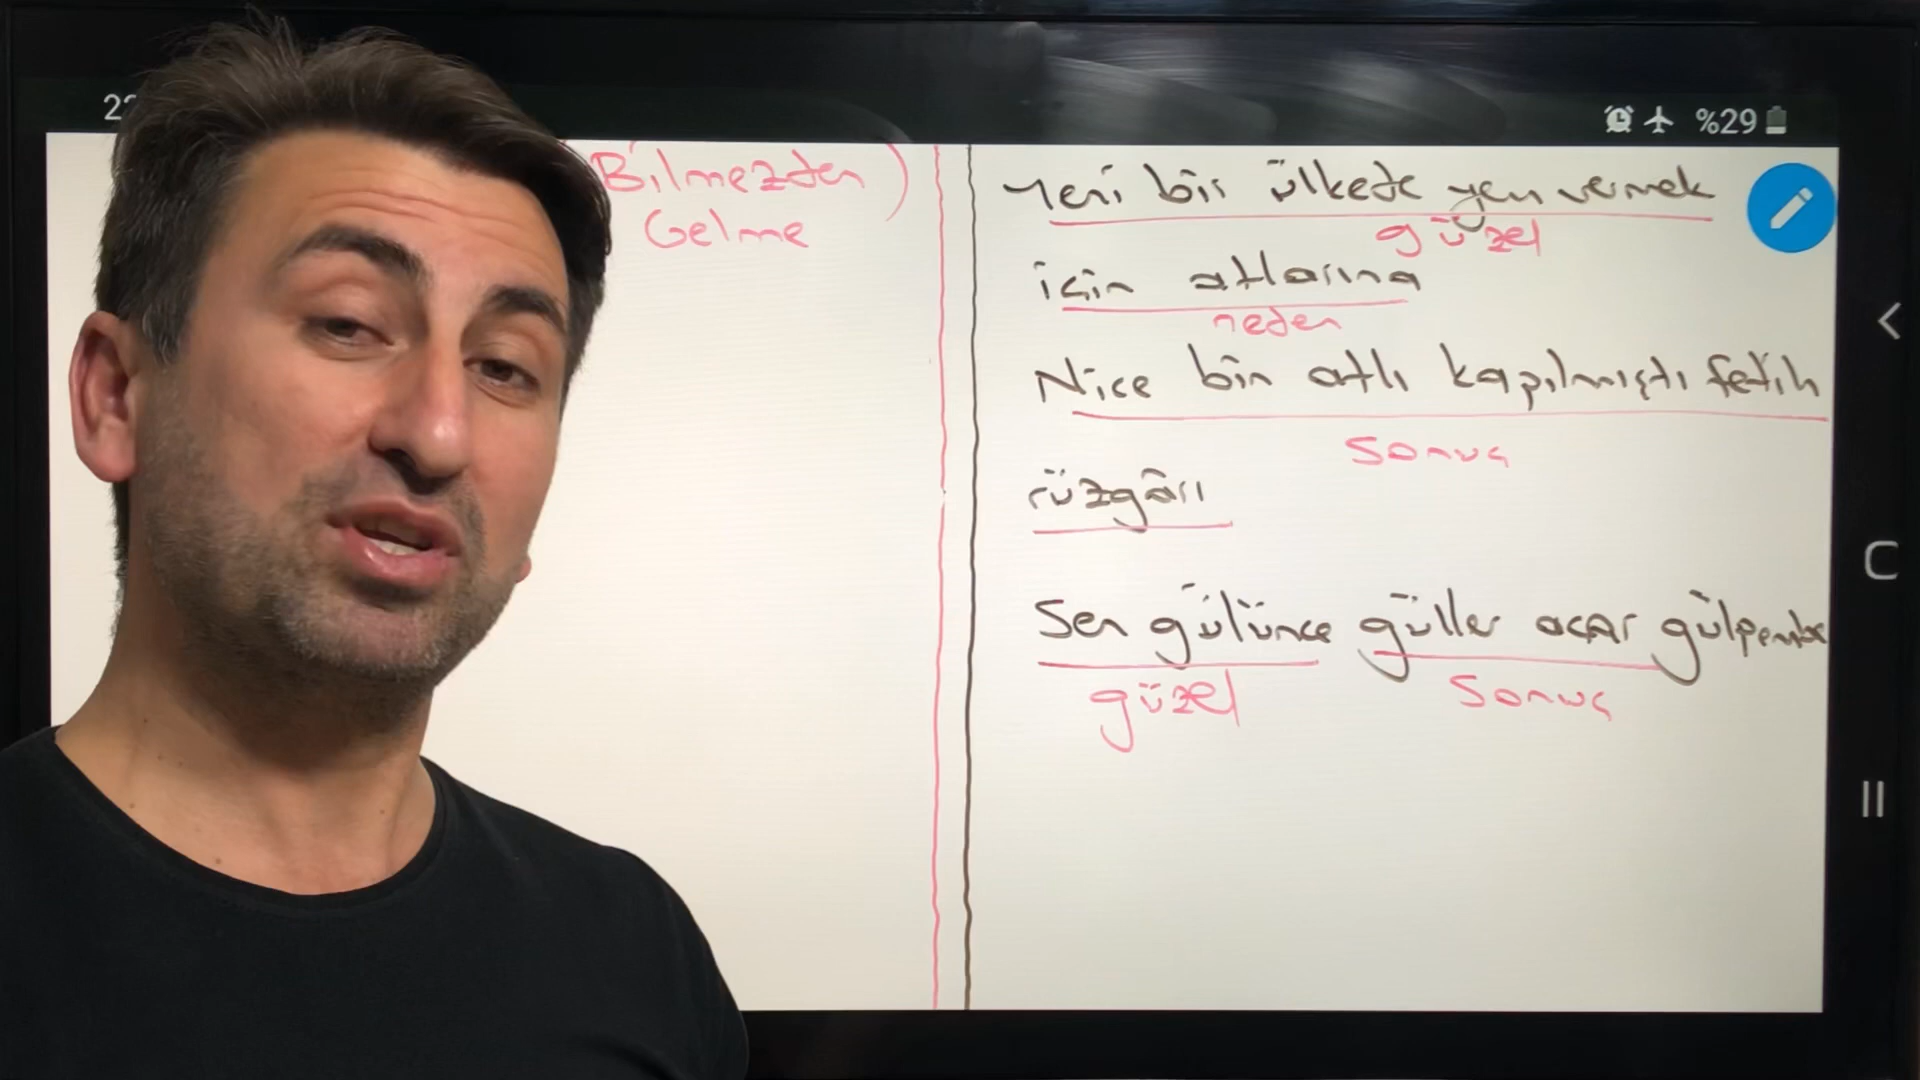 22
%29
Bilmezden )
Gelme
Yeni bir ülkede yem vermek
güzel
için atlarına
neden
Nice bin atlı kapılmıştı fetih
sonuç
rüzgârı
Sen gülünce güller açar gülpembe
güzel
sonuç